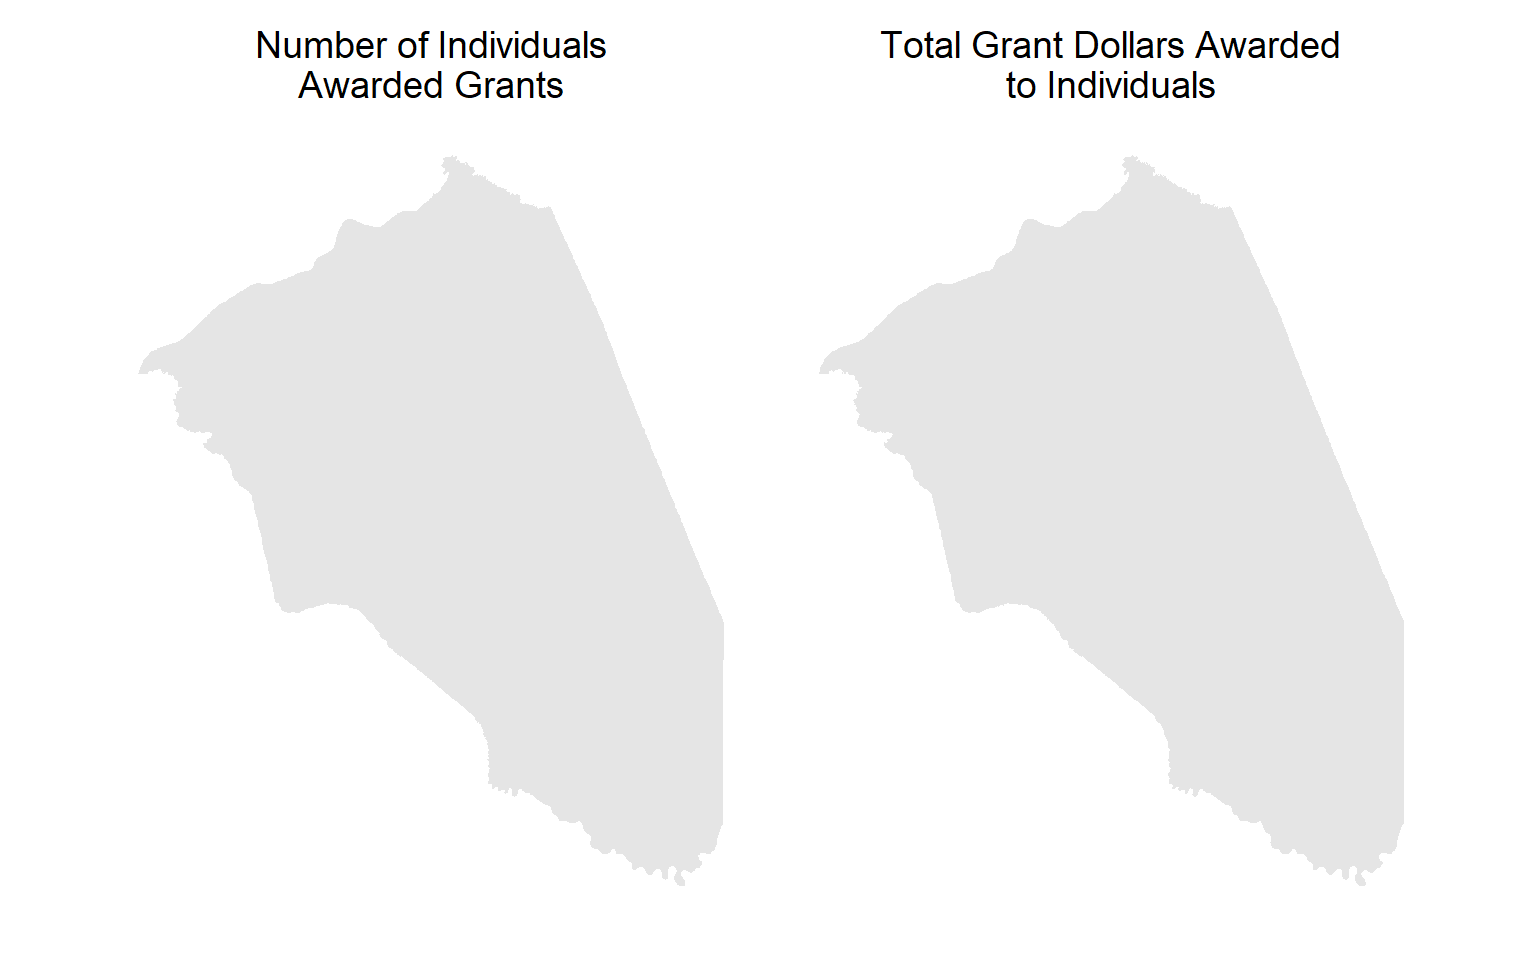 Number of Individuals
Awarded Grants
Total Grant Dollars Awarded
to Individuals